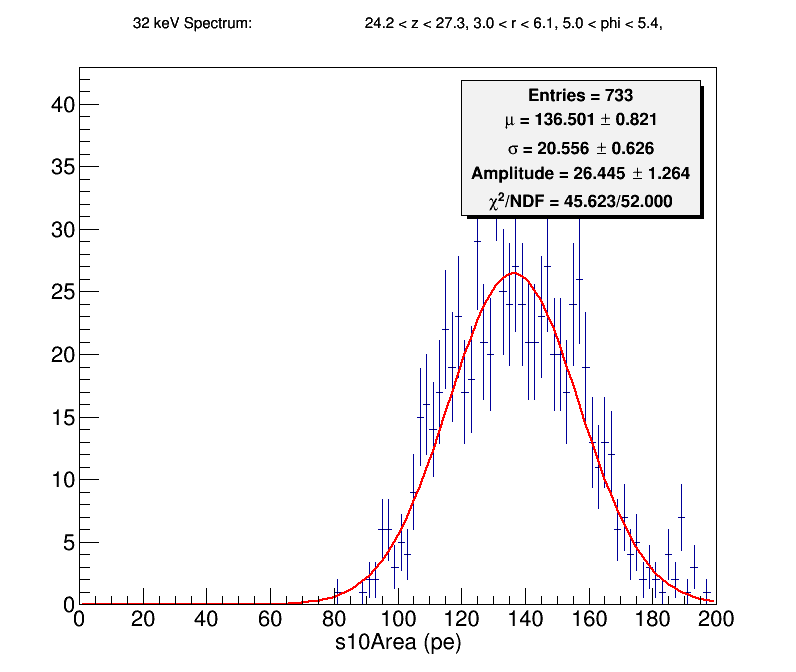 32 keV Spectrum: 24.2 < z < 27.3, 3.0 < r < 6.1, 5.0 < phi < 5.4,
Entries = 733
μ = 136.501 ± 0.821
σ = 20.556 ± 0.626
Amplitude = 26.445 ± 1.264
χ²/NDF = 45.623/52.000
40
35
30
25
20
15
10
5
0
0 20 40 60 80 100 120 140 160 180 200
s10Area (pe)